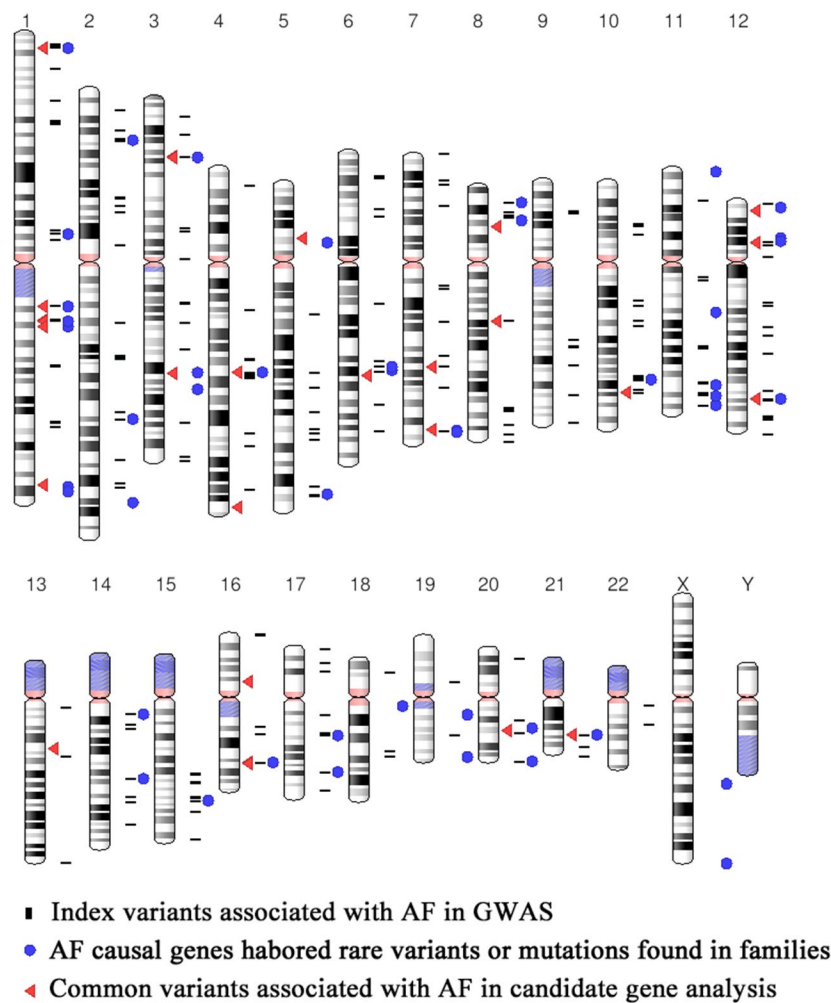 1 2 3 4 5 6 7 8 9 10 11 12
13 14 15 16 17 18 19 20 21 22 X Y
Index variants associated with AF in GWAS
AF causal genes habored rare variants or mutations found in families
Common variants associated with AF in candidate gene analysis